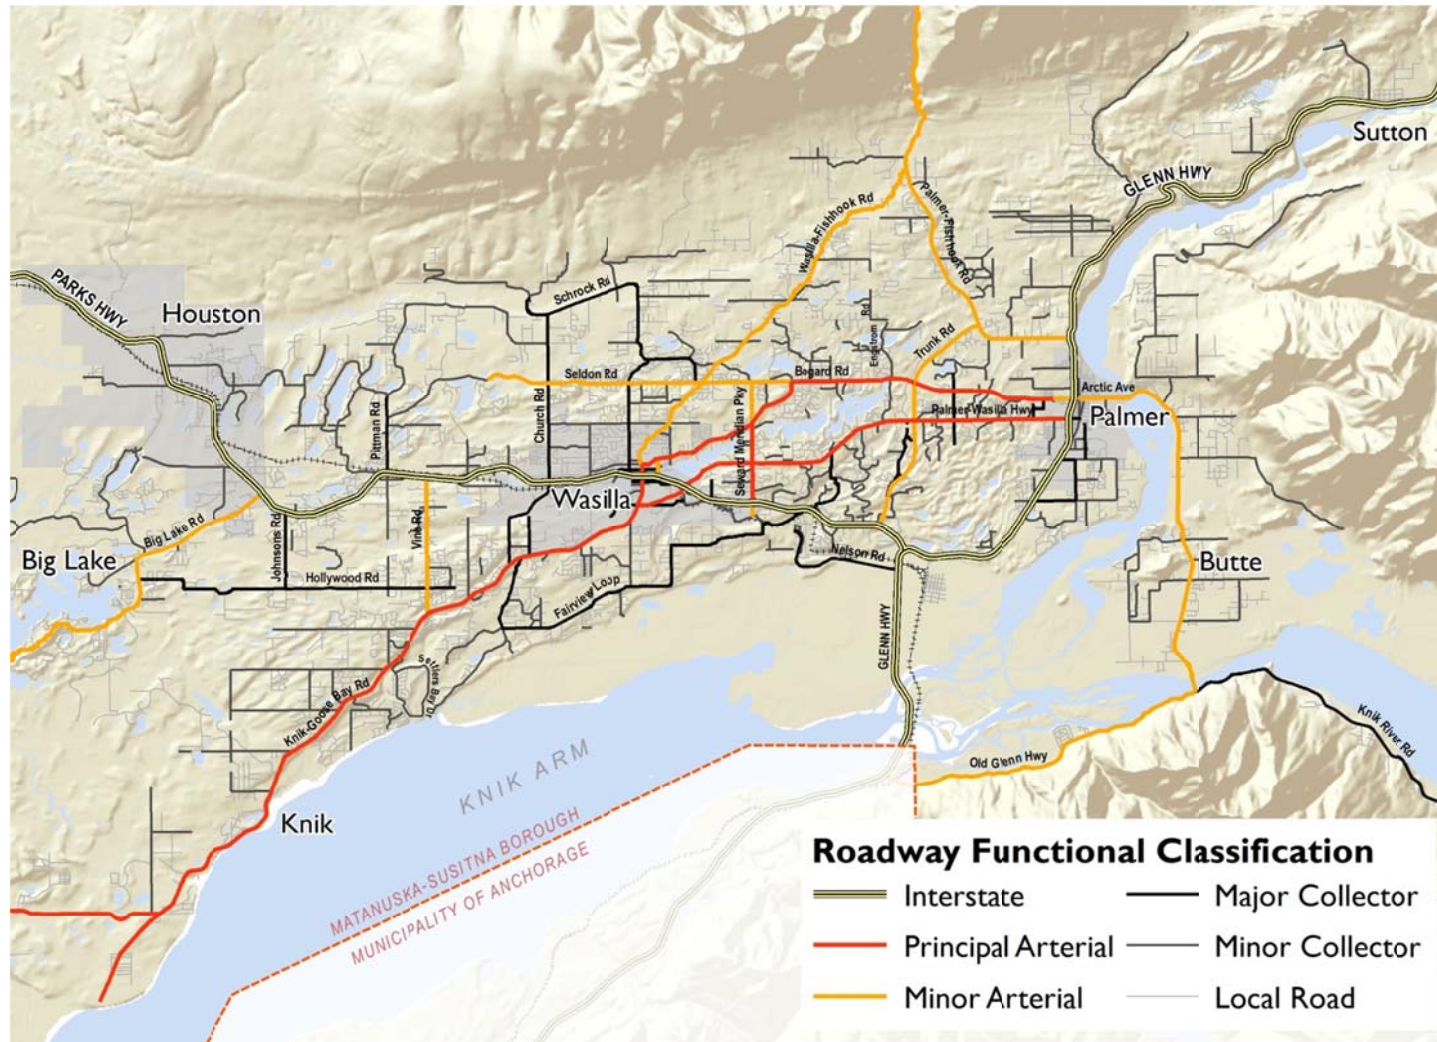 Sutton
GLENN HWY
Wasilla-Fishhook Rd
Palmer-Fishhook Rd
PARKS HWY
Houston
Schrock Rd
Engstrom Rd
Trunk Rd
Seldon Rd
Bogard Rd
Church Rd
Pittman Rd
Seward Meridian Pky
Arctic Ave
Palmer-Wasilla Hwy
Palmer
Wasilla
Vine Rd
Big Lake Rd
Johnsons Rd
Big Lake
Hollywood Rd
Nelson Rd
Butte
Fairview Loop
GLENN HWY
Settlers Bay Dr
Knik-Goose Bay Rd
Knik River Rd
Old Glenn Hwy
KNIK ARM
Knik
MATANUSKA-SUSITNA BOROUGH
MUNICIPALITY OF ANCHORAGE
Roadway Functional Classification
Interstate
Major Collector
Principal Arterial
Minor Collector
Minor Arterial
Local Road